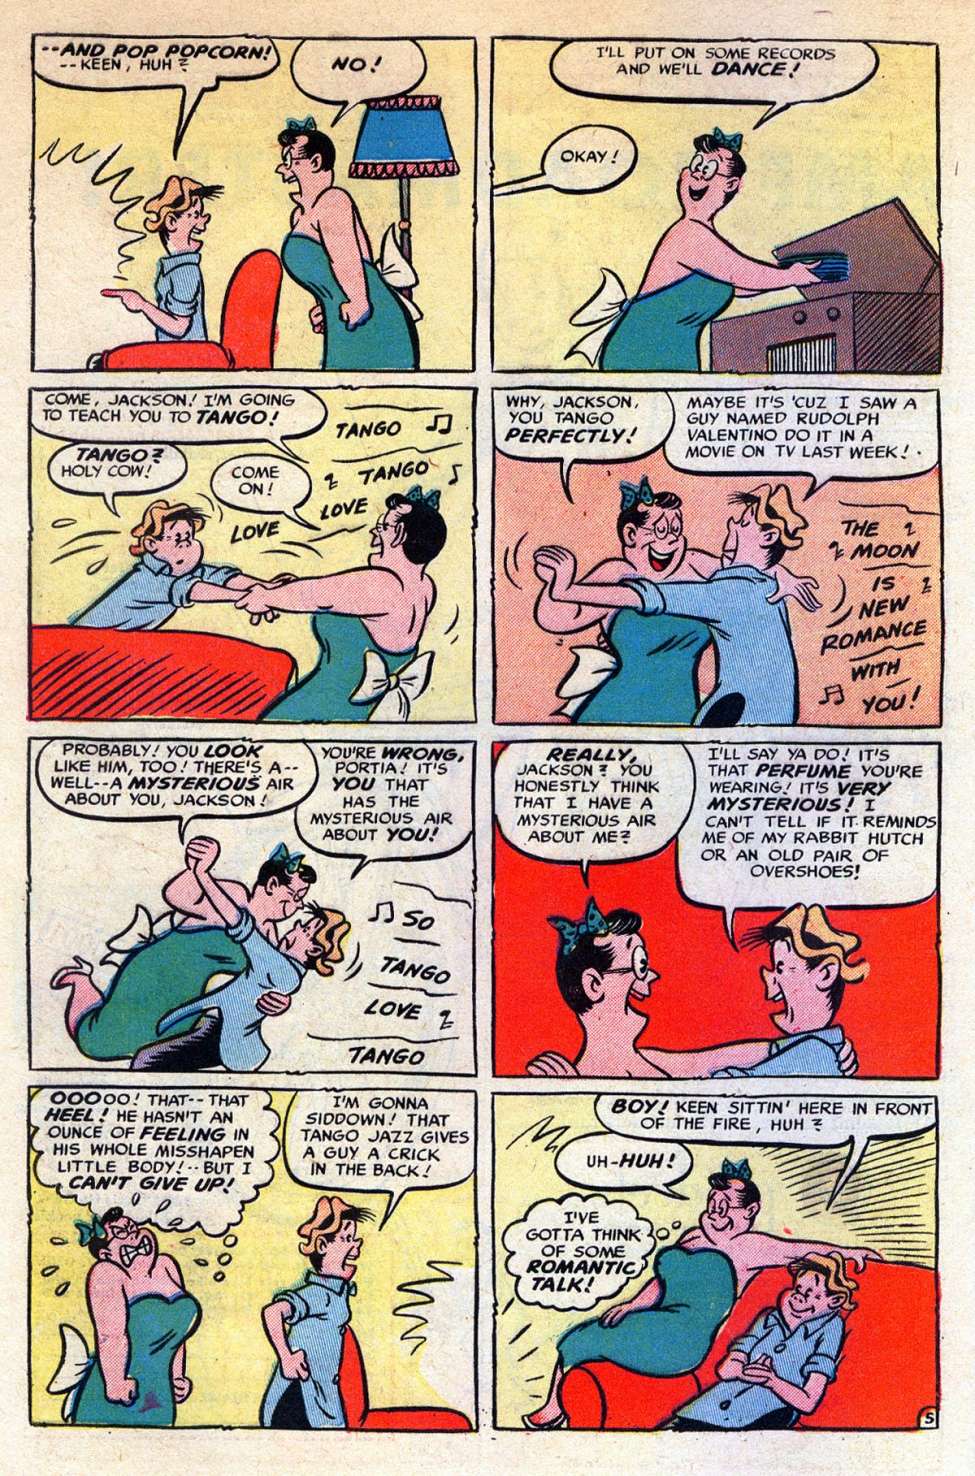 --AND POP POPCORN!
--KEEN, HUH?
NO!
I'LL PUT ON SOME RECORDS
AND WE'LL DANCE!
OKAY!
COME, JACKSON! I'M GOING
TO TEACH YOU TO TANGO!
TANGO?
HOLY COW!
COME
ON!
TANGO
TANGO
LOVE
LOVE
WHY, JACKSON,
YOU TANGO
PERFECTLY!
MAYBE IT'S 'CUZ I SAW A
GUY NAMED RUDOLPH
VALENTINO DO IT IN A
MOVIE ON TV LAST WEEK!
THE
MOON
IS
NEW
ROMANCE
WITH
YOU!
PROBABLY! YOU LOOK
LIKE HIM, TOO! THERE'S A--
WELL--A MYSTERIOUS AIR
ABOUT YOU, JACKSON!
YOU'RE WRONG,
PORTIA! IT'S
YOU THAT
HAS THE
MYSTERIOUS AIR
ABOUT YOU!
SO
TANGO
LOVE
TANGO
REALLY,
JACKSON? YOU
HONESTLY THINK
THAT I HAVE A
MYSTERIOUS AIR
ABOUT ME?
I'LL SAY YA DO! IT'S
THAT PERFUME YOU'RE
WEARING! IT'S VERY
MYSTERIOUS! I
CAN'T TELL IF IT REMINDS
ME OF MY RABBIT HUTCH
OR AN OLD PAIR OF
OVERSHOES!
OOOOO! THAT--THAT
HEEL! HE HASN'T AN
OUNCE OF FEELING IN
HIS WHOLE MISSHAPEN
LITTLE BODY!--BUT I
CAN'T GIVE UP!
I'M GONNA
SIDDOWN! THAT
TANGO JAZZ GIVES
A GUY A CRICK
IN THE BACK!
BOY! KEEN SITTIN' HERE IN FRONT
OF THE FIRE, HUH?
UH-HUH!
I'VE
GOTTA THINK
OF SOME
ROMANTIC
TALK!
5